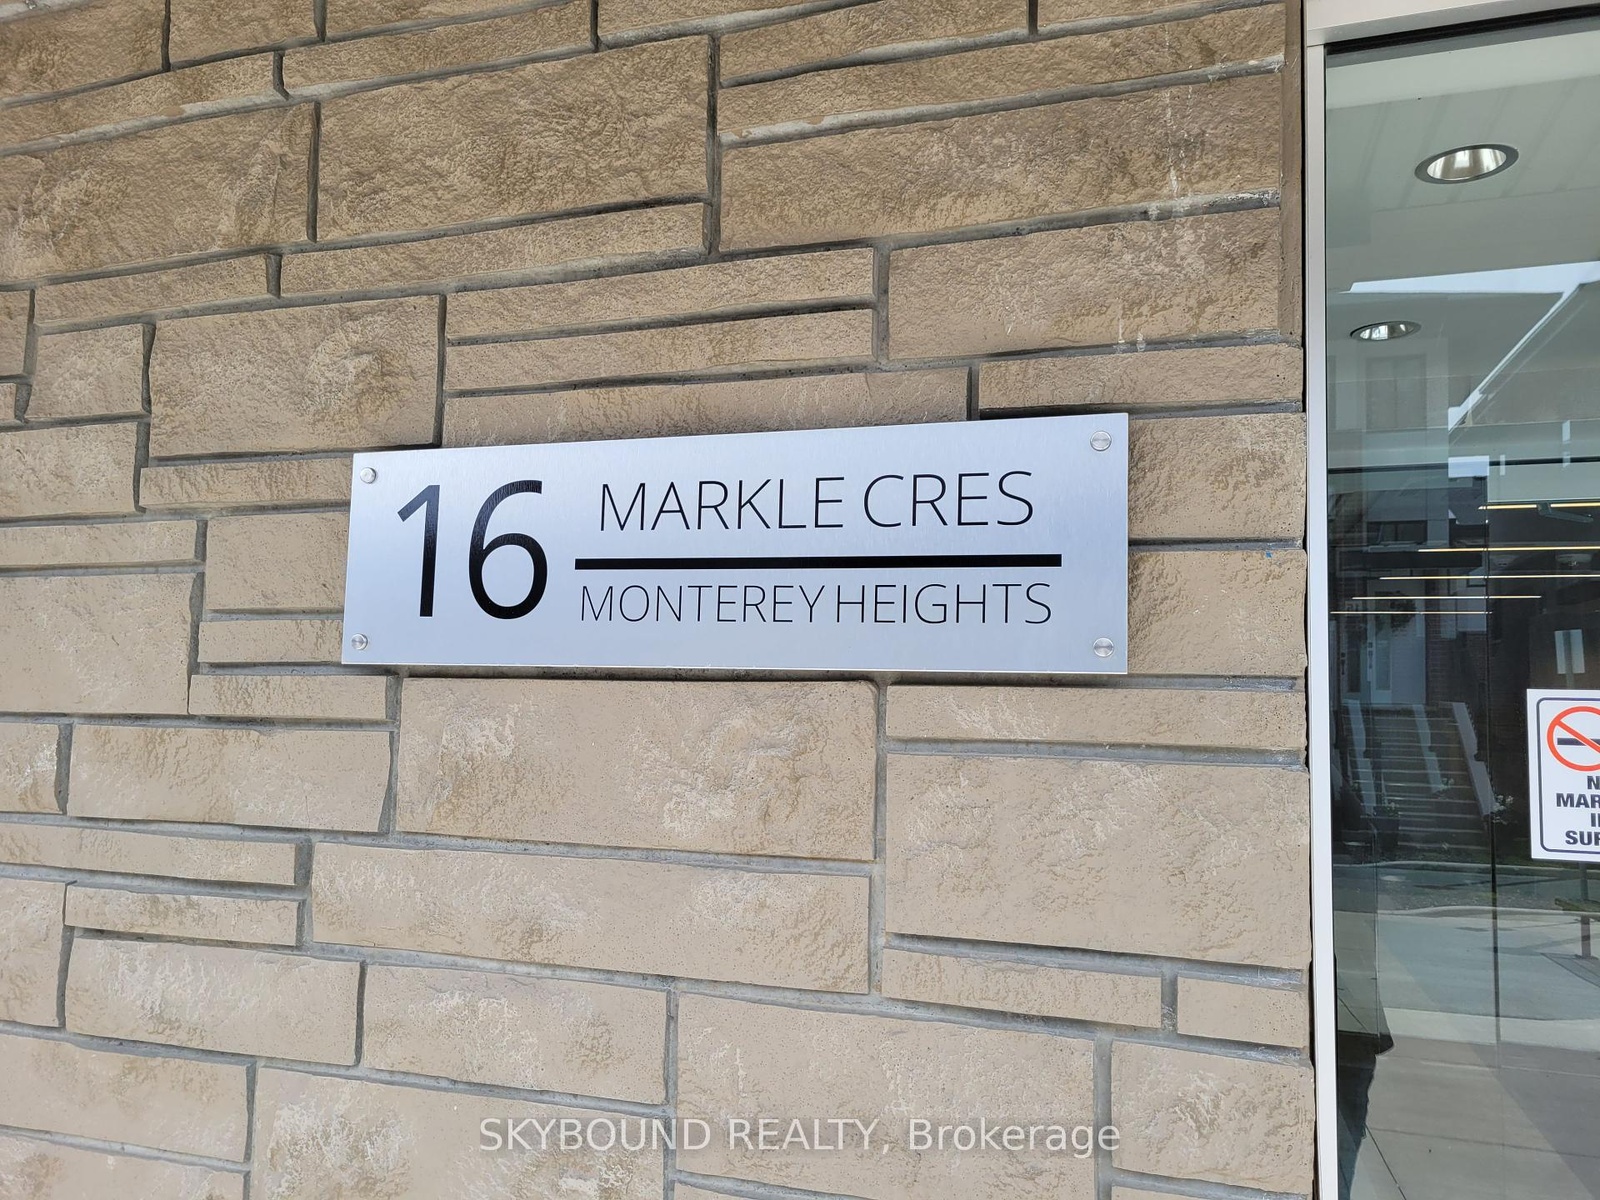 16
MARKLE CRES
MONTEREY HEIGHTS
SKYBOUND REALTY, Brokerage